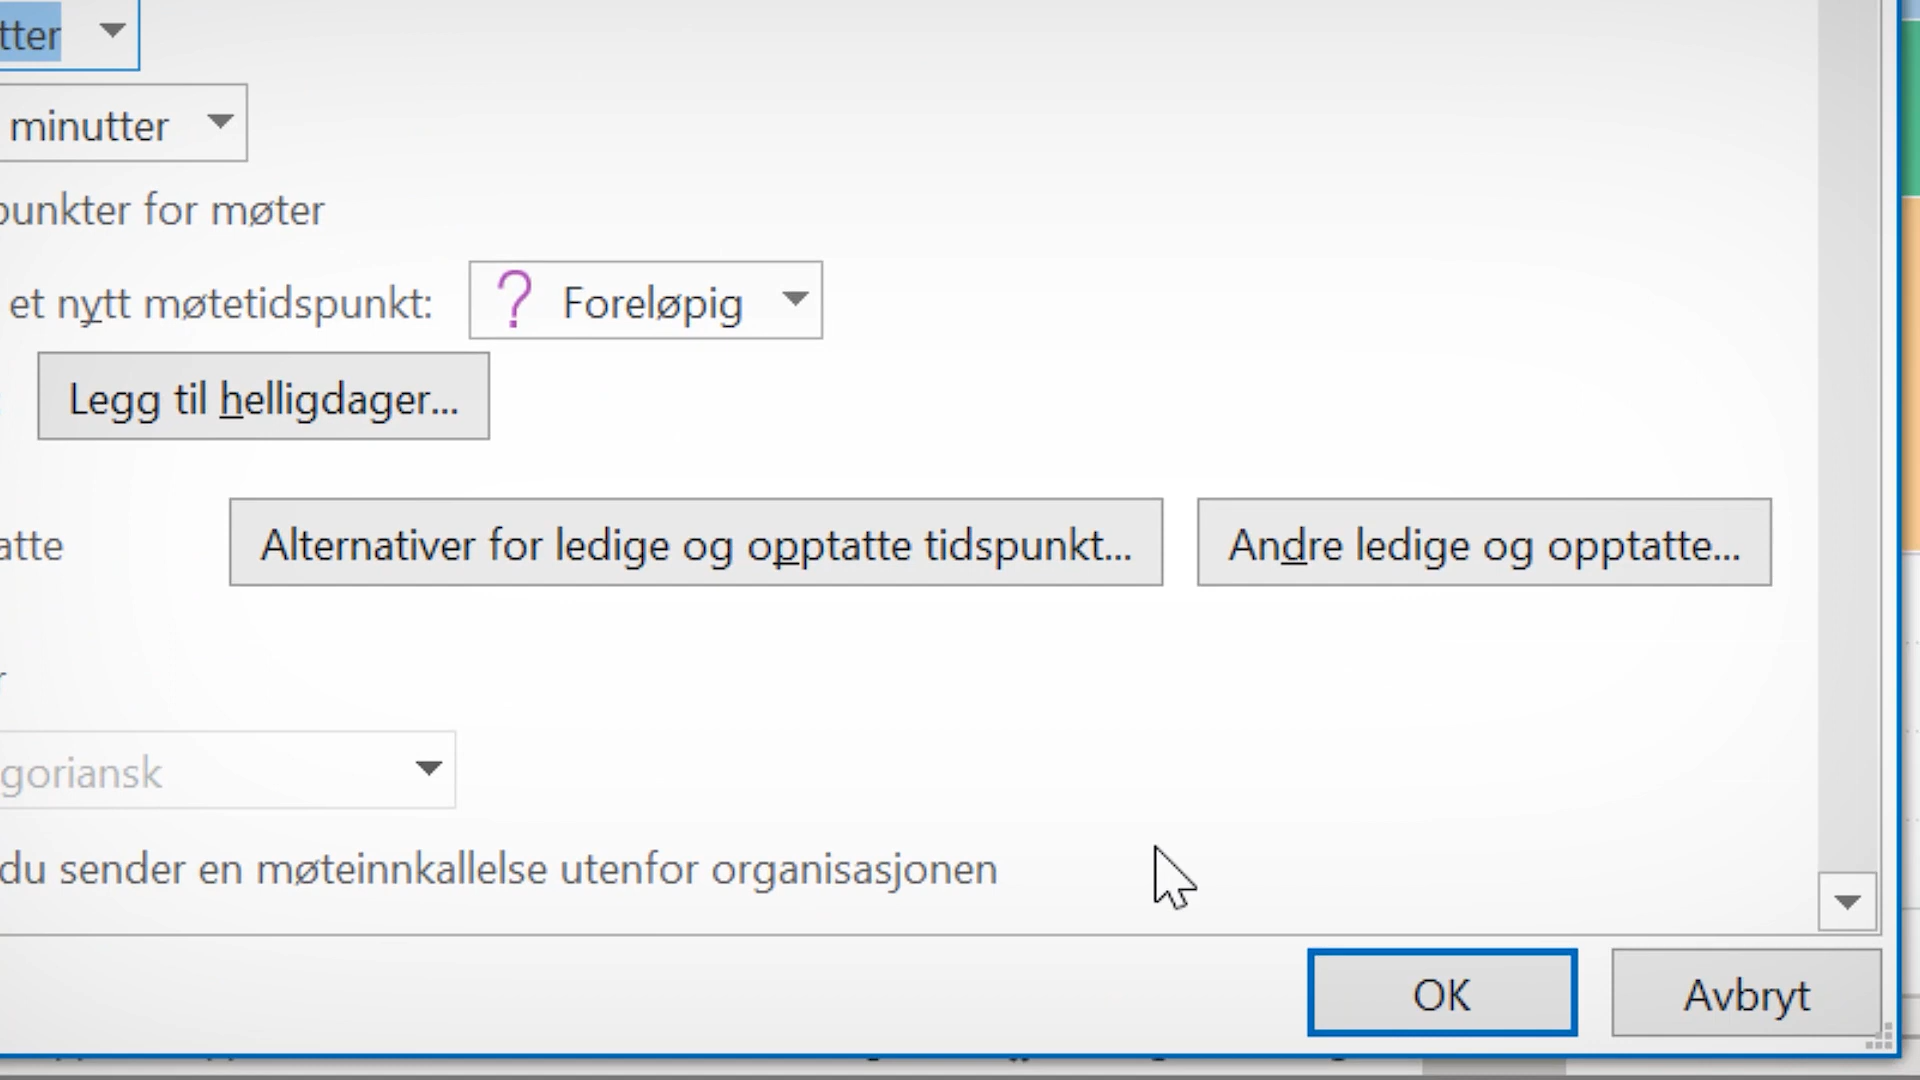 tter
minutter
punkter for møter
et nytt møtetidspunkt: ? Foreløpig
Legg til helligdager...
atte Alternativer for ledige og opptatte tidspunkt... Andre ledige og opptatte...
goriansk
du sender en møteinnkallelse utenfor organisasjonen
OK Avbryt